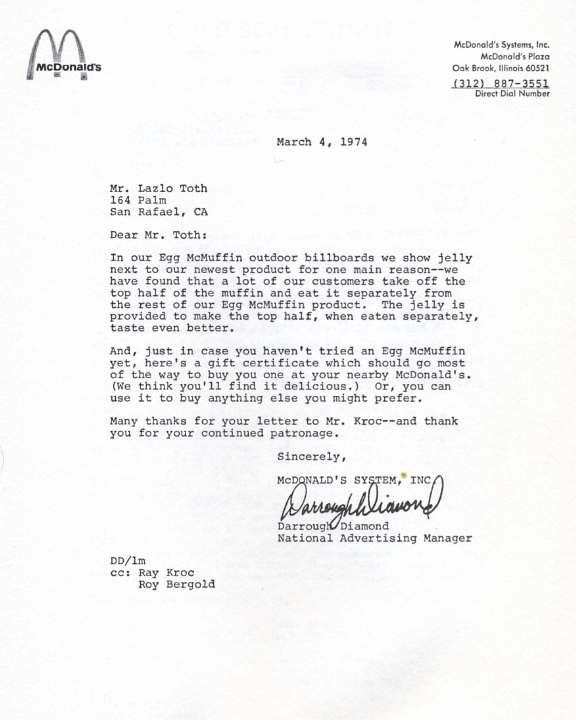 McDonald's
McDonald's Systems, Inc.
McDonald's Plaza
Oak Brook, Illinois 60521
(312) 887-3551
Direct Dial Number
March 4, 1974
Mr. Lazlo Toth
164 Palm
San Rafael, CA
Dear Mr. Toth:
In our Egg McMuffin outdoor billboards we show jelly
next to our newest product for one main reason--we
have found that a lot of our customers take off the
top half of the muffin and eat it separately from
the rest of our Egg McMuffin product. The jelly is
provided to make the top half, when eaten separately,
taste even better.
And, just in case you haven't tried an Egg McMuffin
yet, here's a gift certificate which should go most
of the way to buy you one at your nearby McDonald's.
(We think you'll find it delicious.) Or, you can
use it to buy anything else you might prefer.
Many thanks for your letter to Mr. Kroc--and thank
you for your continued patronage.
Sincerely,
McDONALD'S SYSTEM, INC
Darrough Diamond
Darrough Diamond
National Advertising Manager
DD/lm
cc: Ray Kroc
Roy Bergold